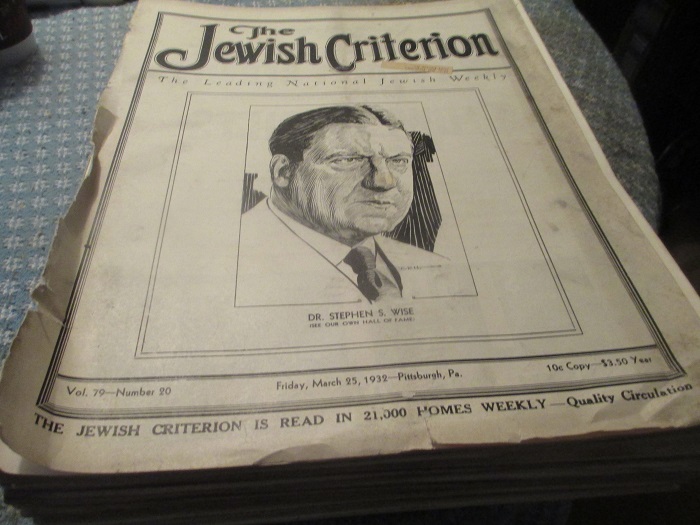 The
Jewish Criterion
The Leading National Jewish Weekly
DR. STEPHEN S. WISE
(SEE OUR OWN HALL OF FAME)
Vol. 79—Number 20
Friday, March 25, 1932—Pittsburgh, Pa.
10c Copy—$3.50 Year
THE JEWISH CRITERION IS READ IN 21,000 HOMES WEEKLY—Quality Circulation